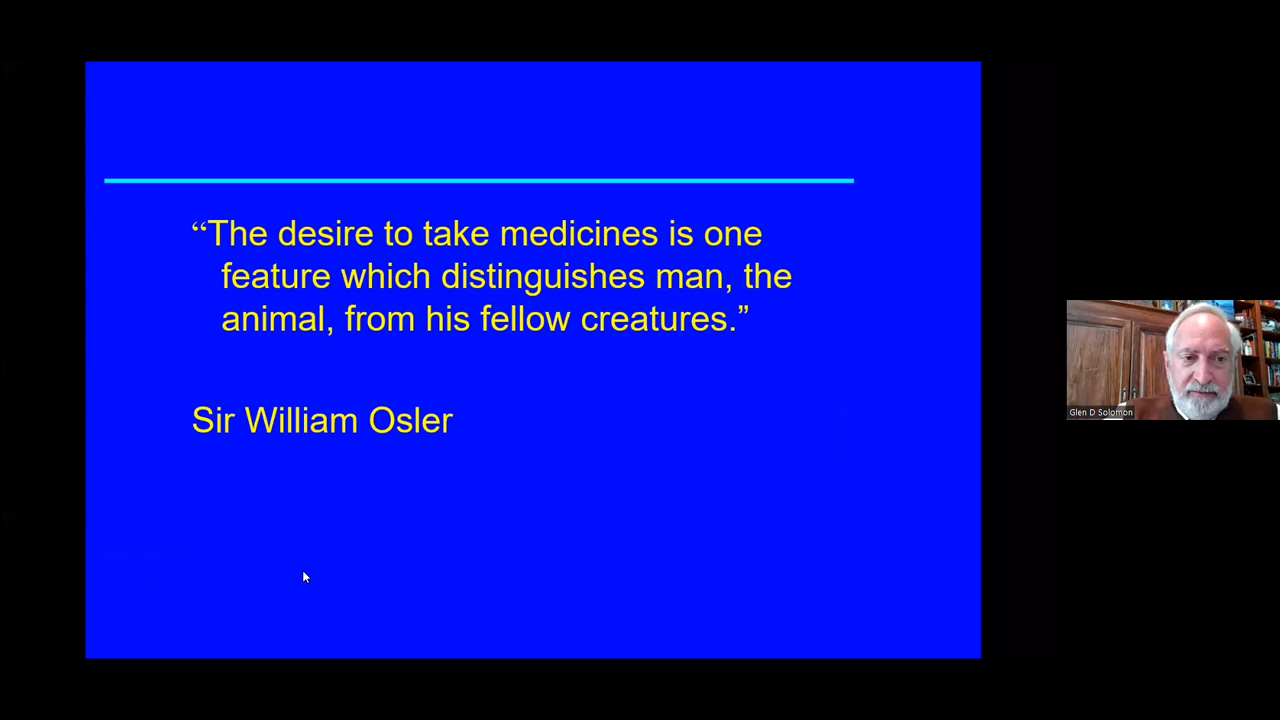 “The desire to take medicines is one
feature which distinguishes man, the
animal, from his fellow creatures.”
Sir William Osler
Glen D Solomon